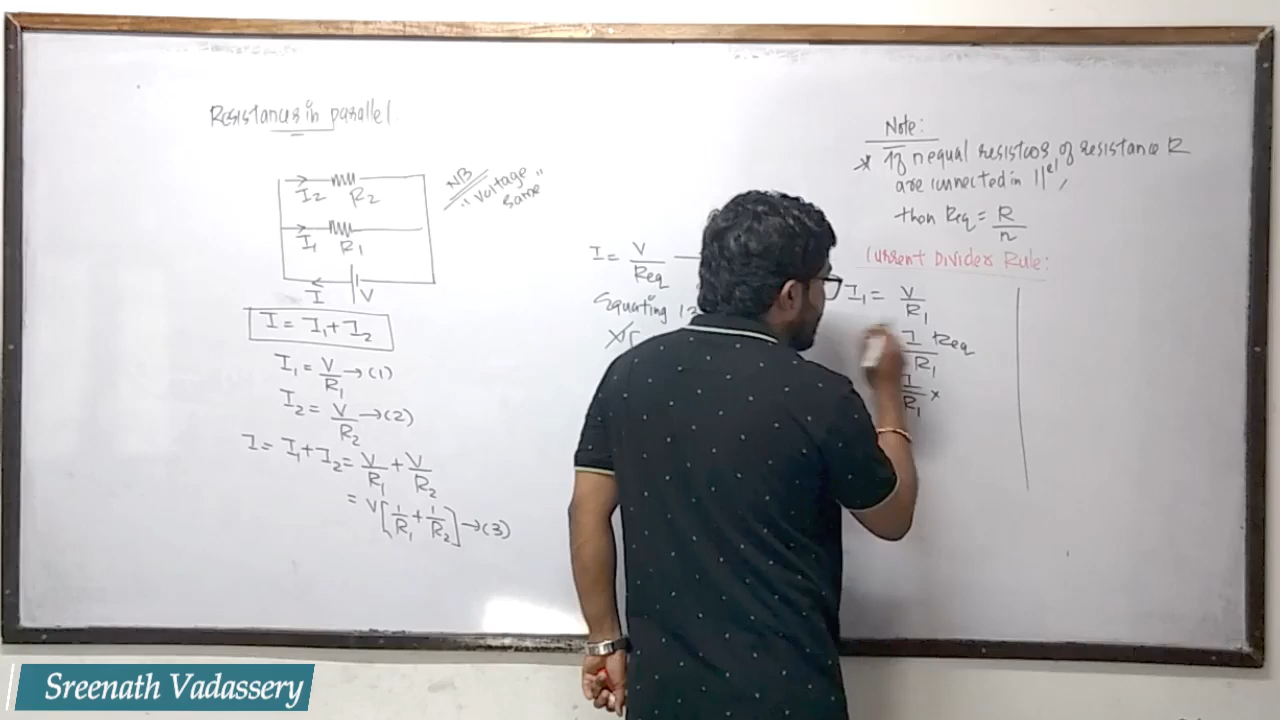 Resistances in parallel
I2 R2
I1 R1
I V
NB
"Voltage same"
I = I1 + I2
I1 = V/R1 → (1)
I2 = V/R2 → (2)
I = I1 + I2 = V/R1 + V/R2
= V[1/R1 + 1/R2] → (3)
I = V/Req —
Equating
Note:
* If n equal resistors of resistance R
are connected in ||el,
then Req = R/n
Current Divider Rule:
I1 = V/R1
I Req/R1
I/R1 ×
Sreenath Vadassery